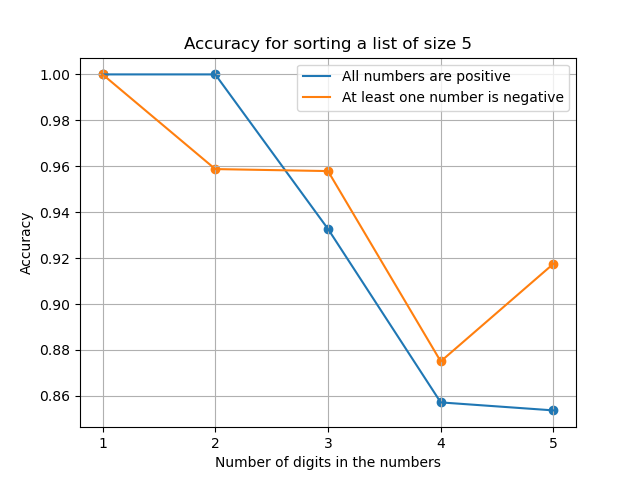 Accuracy for sorting a list of size 5
All numbers are positive
At least one number is negative
1.00
0.98
0.96
0.94
0.92
0.90
0.88
0.86
Accuracy
1 2 3 4 5
Number of digits in the numbers